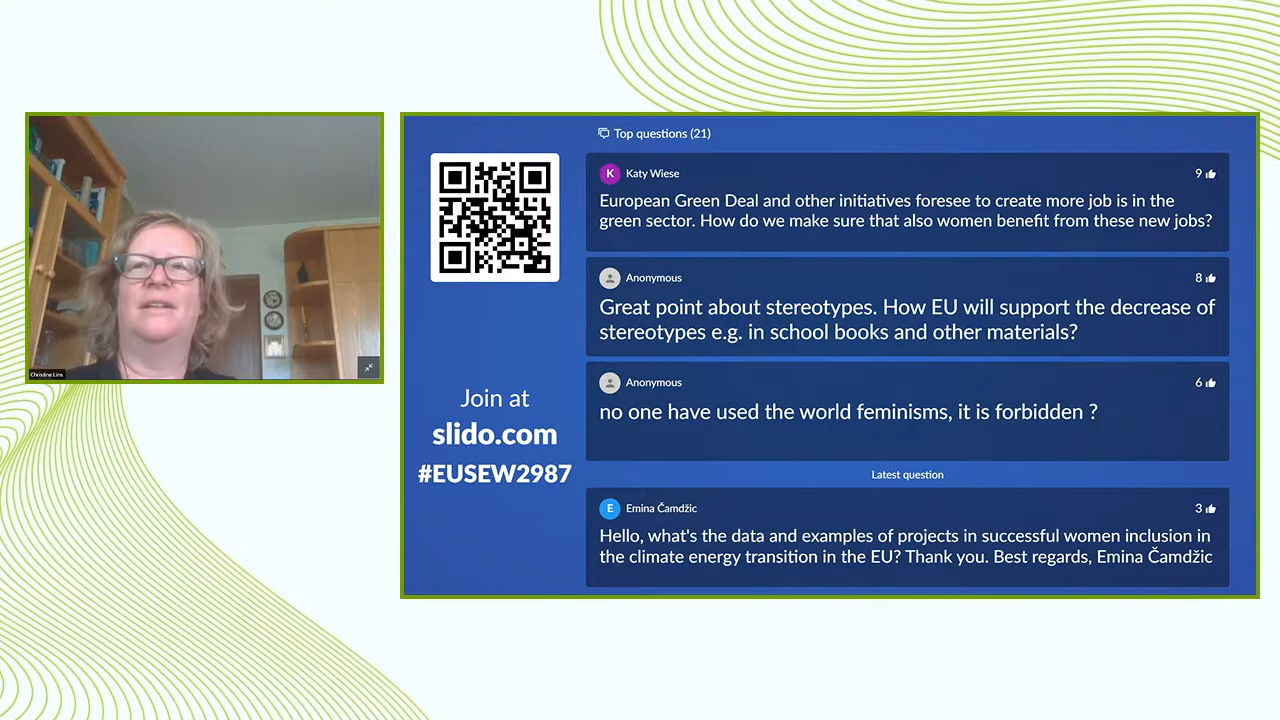 Christine Lins
Top questions (21)
Katy Wiese
9
European Green Deal and other initiatives foresee to create more job is in the
green sector. How do we make sure that also women benefit from these new jobs?
Anonymous
8
Great point about stereotypes. How EU will support the decrease of
stereotypes e.g. in school books and other materials?
Anonymous
6
no one have used the world feminisms, it is forbidden ?
Join at
slido.com
#EUSEW2987
Latest question
E
Emina Čamdžic
3
Hello, what's the data and examples of projects in successful women inclusion in
the climate energy transition in the EU? Thank you. Best regards, Emina Čamdžic
K